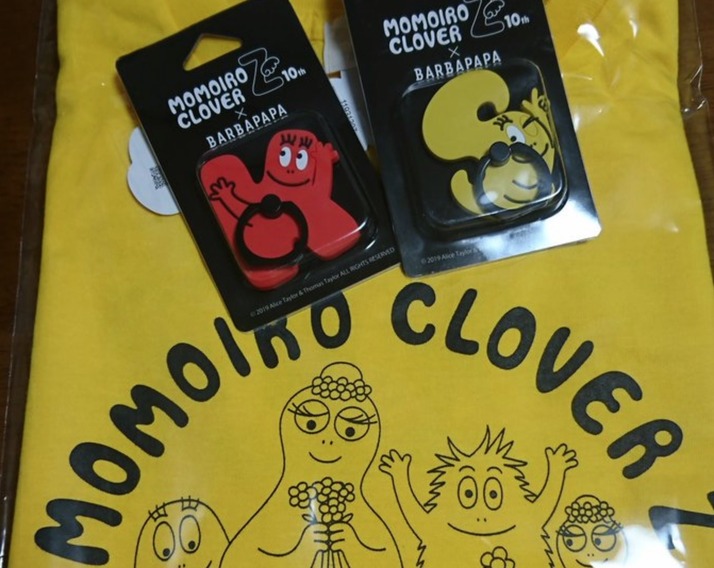 MOMOIRO
CLOVER Z 10th
×
BARBAPAPA
© 2019 Alice Taylor & Thomas Taylor ALL RIGHTS RESERVED
MOMOIRO
CLOVER Z 10th
×
BARBAPAPA
© 2019 Alice Taylor &
MOMOIRO CLOVER Z